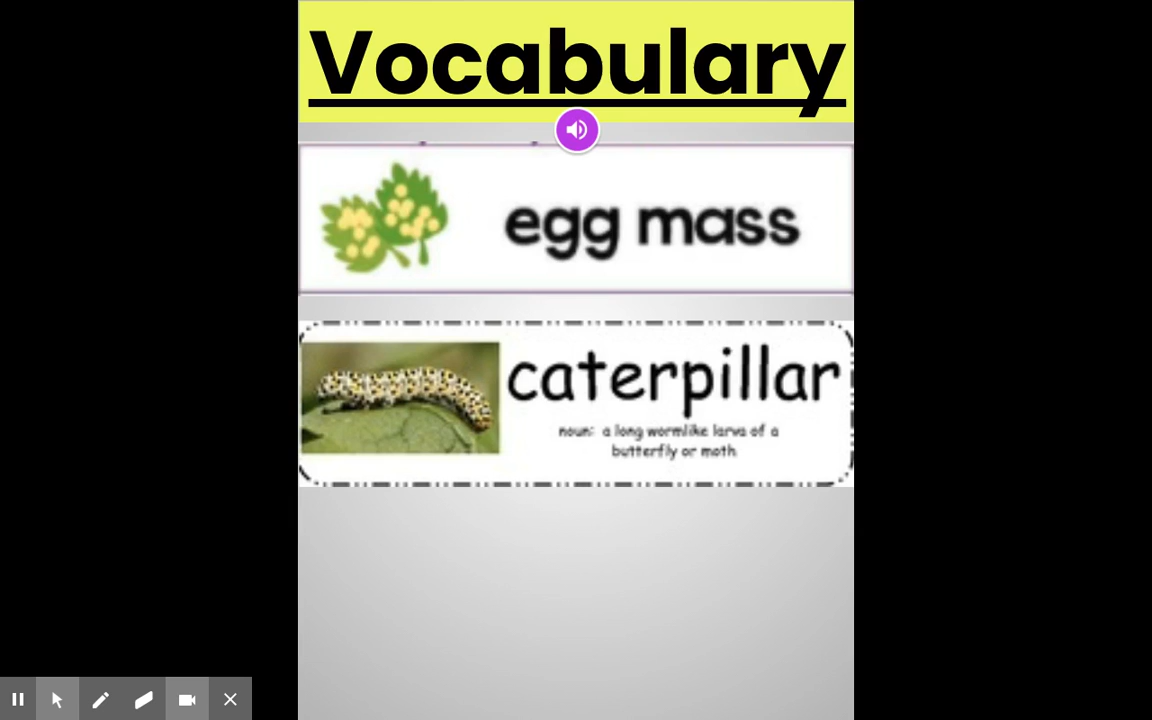 Vocabulary
egg mass
caterpillar
noun: a long wormlike larva of a
butterfly or moth